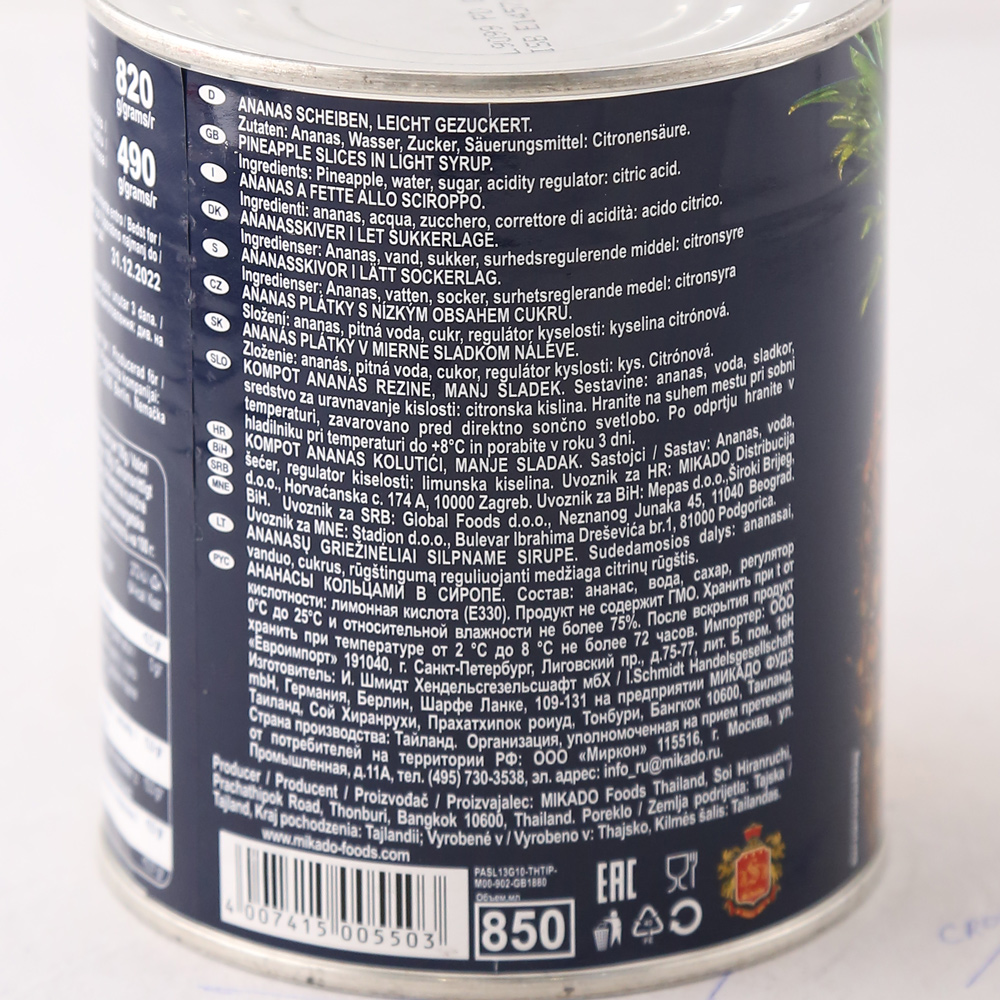 15B E145
L9099 P0
820
g/grams/r
490
g/grams/r
Bedst før /
najmanj do /
31.12.2022
3 dana. /
Produced for /
Berlin, Nemačka
D ANANAS SCHEIBEN, LEICHT GEZUCKERT.
Zutaten: Ananas, Wasser, Zucker, Säuerungsmittel: Citronensäure.
GB PINEAPPLE SLICES IN LIGHT SYRUP.
Ingredients: Pineapple, water, sugar, acidity regulator: citric acid.
I ANANAS A FETTE ALLO SCIROPPO.
Ingredienti: ananas, acqua, zucchero, correttore di acidità: acido citrico.
DK ANANASSKIVER I LET SUKKERLAGE.
Ingredienser: Ananas, vand, sukker, surhedsregulerende middel: citronsyre
S ANANASSKIVOR I LÄTT SOCKERLAG.
Ingredienser: Ananas, vatten, socker, surhetsreglerande medel: citronsyra
CZ ANANAS PLÁTKY S NÍZKÝM OBSAHEM CUKRU.
Složení: ananas, pitná voda, cukr, regulátor kyselosti: kyselina citrónová.
SK ANANÁS PLÁTKY V MIERNE SLADKOM NÁLEVE.
Zloženie: ananás, pitná voda, cukor, regulátor kyslosti: kys. Citrónová.
SLO KOMPOT ANANAS REZINE, MANJ SLADEK. Sestavine: ananas, voda, sladkor,
sredstvo za uravnavanje kislosti: citronska kislina. Hranite na suhem mestu pri sobni
temperaturi, zavarovano pred direktno sončno svetlobo. Po odprtju hranite v
hladilniku pri temperaturi do +8°C in porabite v roku 3 dni.
HR BiH SRB MNE KOMPOT ANANAS KOLUTIĆI, MANJE SLADAK. Sastojci / Sastav: Ananas, voda,
šećer, regulator kiselosti: limunska kiselina. Uvoznik za HR: MIKADO Distribucija
d.o.o., Horvaćanska c. 174 A, 10000 Zagreb. Uvoznik za BiH: Mepas d.o.o.,Široki Brijeg,
BiH. Uvoznik za SRB: Global Foods d.o.o., Neznanog Junaka 45, 11040 Beograd.
Uvoznik za MNE: Stadion d.o.o., Bulevar Ibrahima Dreševića br.1, 81000 Podgorica.
LT ANANASŲ GRIEŽINĖLIAI SILPNAME SIRUPE. Sudedamosios dalys: ananasai,
vanduo, cukrus, rūgštingumą reguliuojanti medžiaga citrinų rūgštis.
РУС АНАНАСЫ КОЛЬЦАМИ В СИРОПЕ. Состав: ананас, вода, сахар, регулятор
кислотности: лимонная кислота (Е330). Продукт не содержит ГМО. Хранить при t от
0°С до 25°С и относительной влажности не более 75%. После вскрытия продукт
хранить при температуре от 2 °С до 8 °С не более 72 часов. Импортер: ООО
«Евроимпорт» 191040, г. Санкт-Петербург, Лиговский пр., д.75-77, лит. Б, пом. 16Н
Изготовитель: И. Шмидт Хендельсгезельсшафт мбХ / I.Schmidt Handelsgesellschaft
mbH, Германия, Берлин, Шарфе Ланке, 109-131 на предприятии МИКАДО ФУДЗ
Таиланд, Сой Хиранрухи, Прахатхипок роиуд, Тонбури, Бангкок 10600, Таиланд.
Страна производства: Тайланд. Организация, уполномоченная на прием претензий
от потребителей на территории РФ: ООО «Миркон» 115516, г. Москва, ул.
Промышленная, д.11А, тел. (495) 730-3538, эл. адрес: info_ru@mikado.ru.
Producer / Producent / Proizvođač / Proizvajalec: MIKADO Foods Thailand, Soi Hiranruchi,
Prachathipok Road, Thonburi, Bangkok 10600, Thailand. Poreklo / Zemlja podrijetla: Tajska /
Tajland, Kraj pochodzenia: Tajlandii; Vyrobené v / Vyrobeno v: Thajsko, Kilmės šalis: Tailandas.
www.mikado-foods.com
4 007415 005503
PASL13G10-THTIP-
M00-902-GB1880
Объем,мл
850
EAC